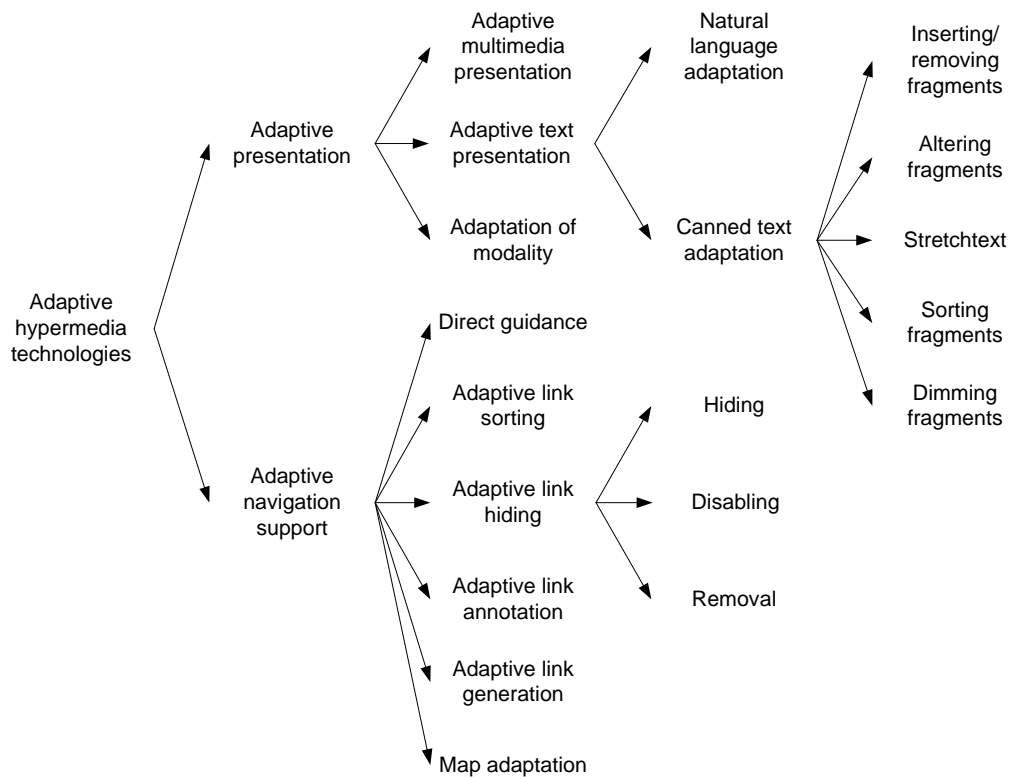 Adaptive
hypermedia
technologies
Adaptive
presentation
Adaptive
multimedia
presentation
Adaptive text
presentation
Adaptation of
modality
Natural
language
adaptation
Canned text
adaptation
Inserting/
removing
fragments
Altering
fragments
Stretchtext
Sorting
fragments
Dimming
fragments
Adaptive
navigation
support
Direct guidance
Adaptive link
sorting
Adaptive link
hiding
Adaptive link
annotation
Adaptive link
generation
Map adaptation
Hiding
Disabling
Removal